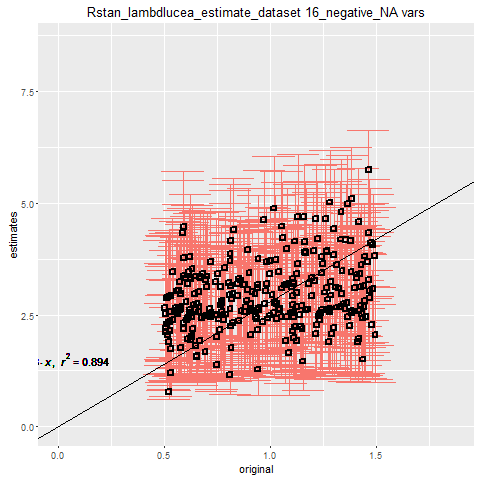 Rstan_lambdlucea_estimate_dataset 16_negative_NA vars
7.5
5.0
2.5
0.0
estimates
· x, r² = 0.894
0.0 0.5 1.0 1.5
original